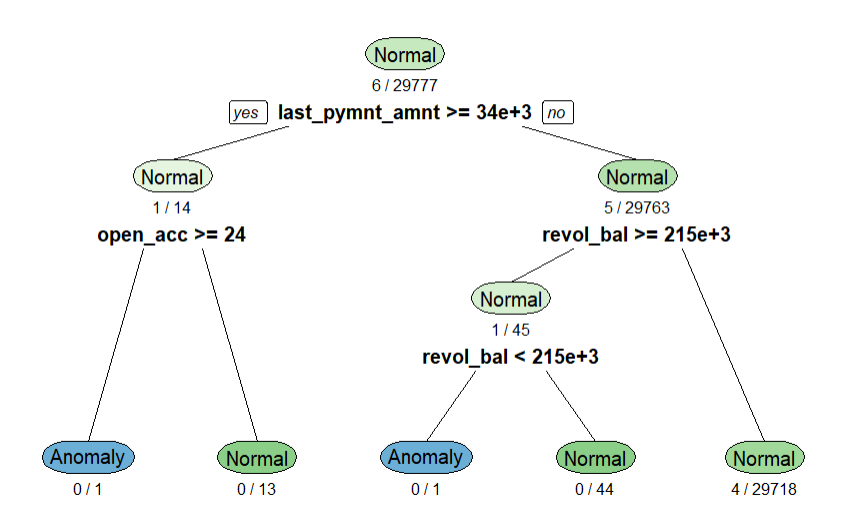 Normal
6 / 29777
yes last_pymnt_amnt >= 34e+3 no
Normal Normal
1 / 14 5 / 29763
open_acc >= 24 revol_bal >= 215e+3
Normal
1 / 45
revol_bal < 215e+3
Anomaly Normal Anomaly Normal Normal
0 / 1 0 / 13 0 / 1 0 / 44 4 / 29718